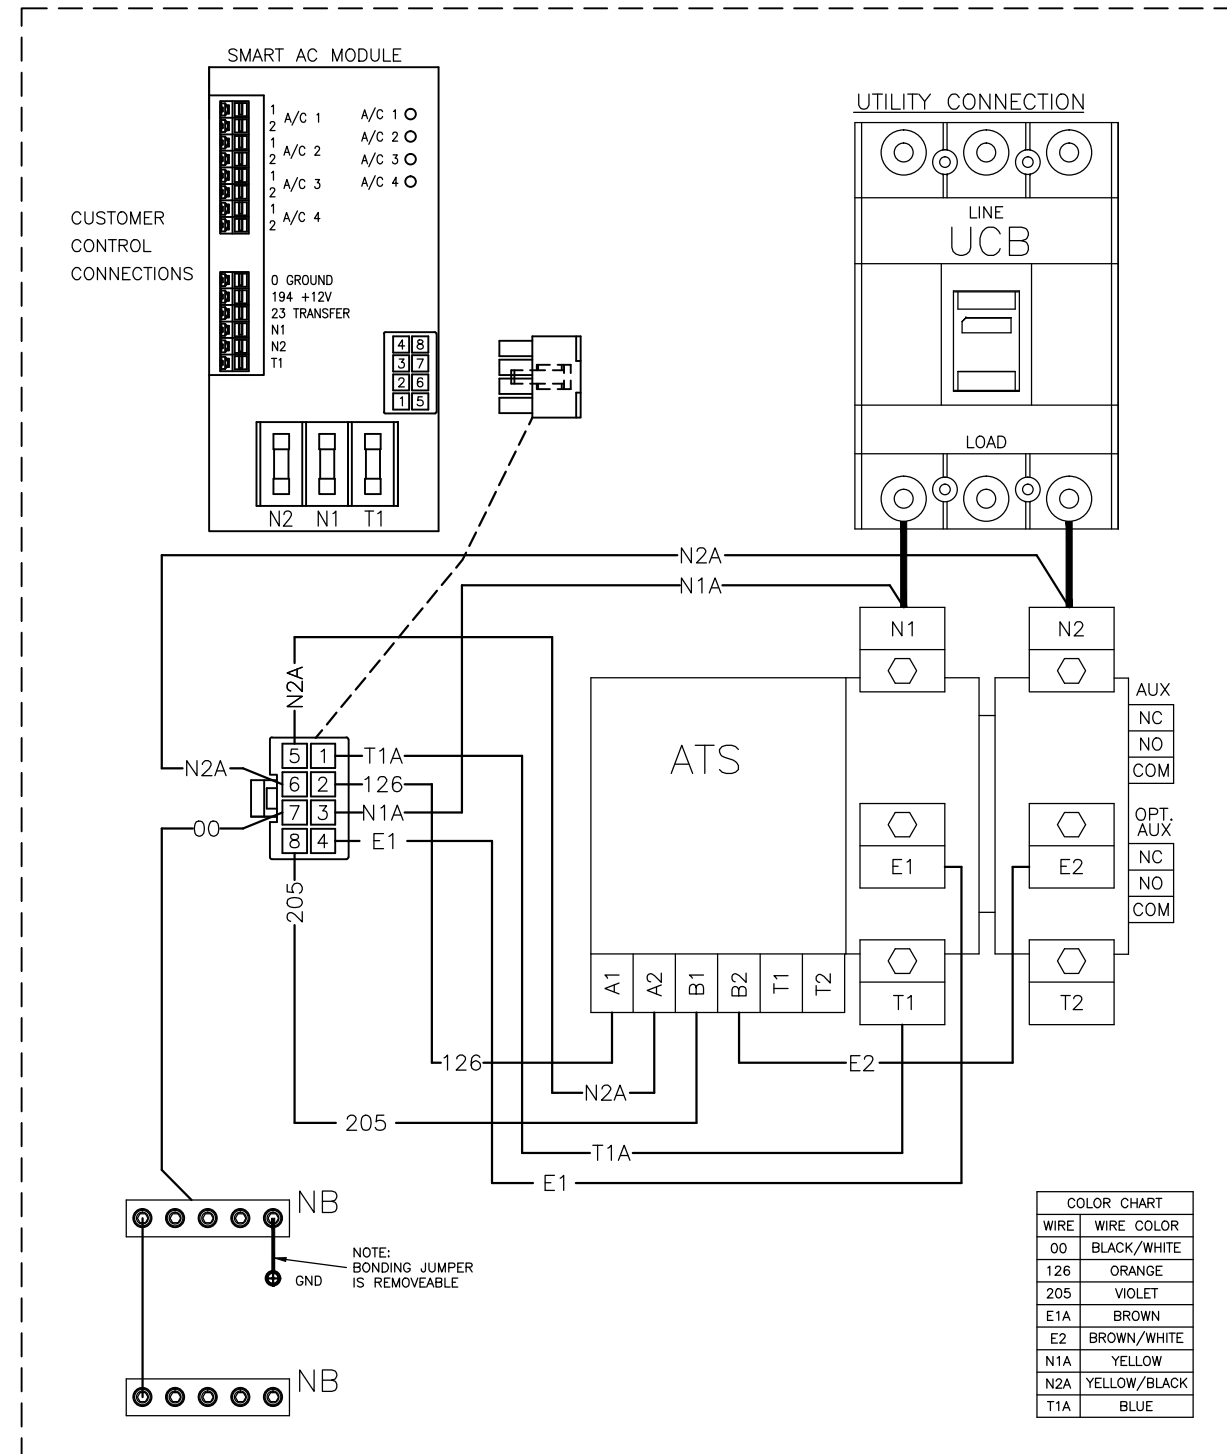 SMART AC MODULE
1
A/C 1
2
1
A/C 2
2
1
A/C 3
2
1
A/C 4
2
A/C 1
A/C 2
A/C 3
A/C 4
CUSTOMER
CONTROL
CONNECTIONS
0 GROUND
194 +12V
23 TRANSFER
N1
N2
T1
4 8
3 7
2 6
1 5
N2 N1 T1
UTILITY CONNECTION
LINE
UCB
LOAD
N2A
N1A
N1
N2
N2A
N2A
00
5 1
6 2
7 3
8 4
T1A
126
N1A
E1
205
ATS
AUX
NC
NO
COM
OPT.
AUX
NC
NO
COM
E1
E2
A1
A2
B1
B2
T1
T2
T1
T2
126
E2
N2A
205
T1A
E1
NB
NOTE:
BONDING JUMPER
IS REMOVEABLE
GND
NB
COLOR CHART
WIRE WIRE COLOR
00 BLACK/WHITE
126 ORANGE
205 VIOLET
E1A BROWN
E2 BROWN/WHITE
N1A YELLOW
N2A YELLOW/BLACK
T1A BLUE